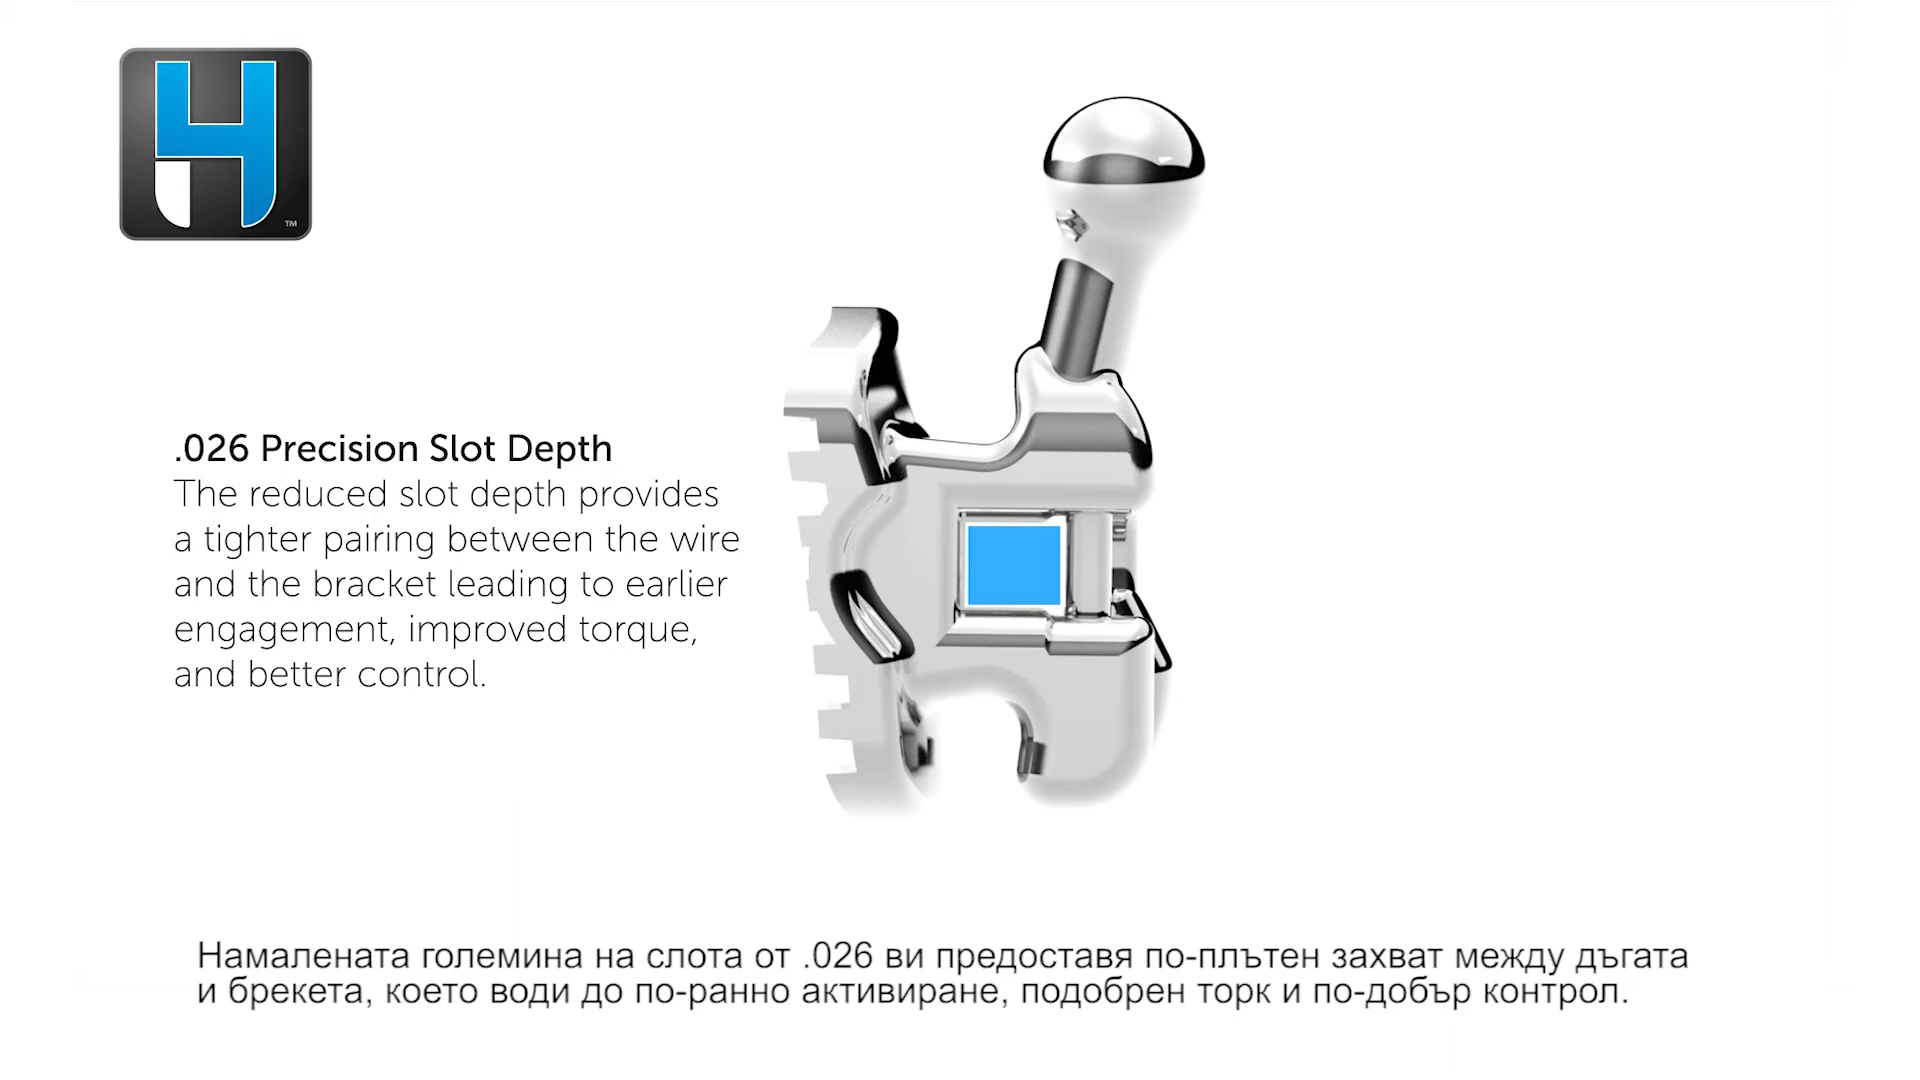 H
™
.026 Precision Slot Depth
The reduced slot depth provides
a tighter pairing between the wire
and the bracket leading to earlier
engagement, improved torque,
and better control.
Намалената големина на слота от .026 ви предоставя по-плътен захват между дъгата
и брекета, което води до по-ранно активиране, подобрен торк и по-добър контрол.